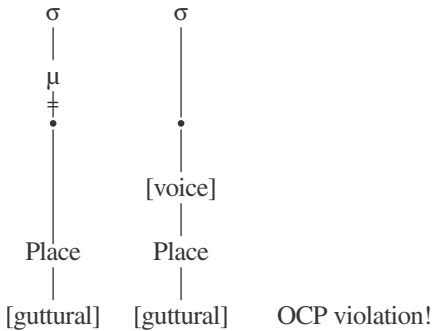 σ σ
μ
[voice]
Place Place
[guttural] [guttural] OCP violation!